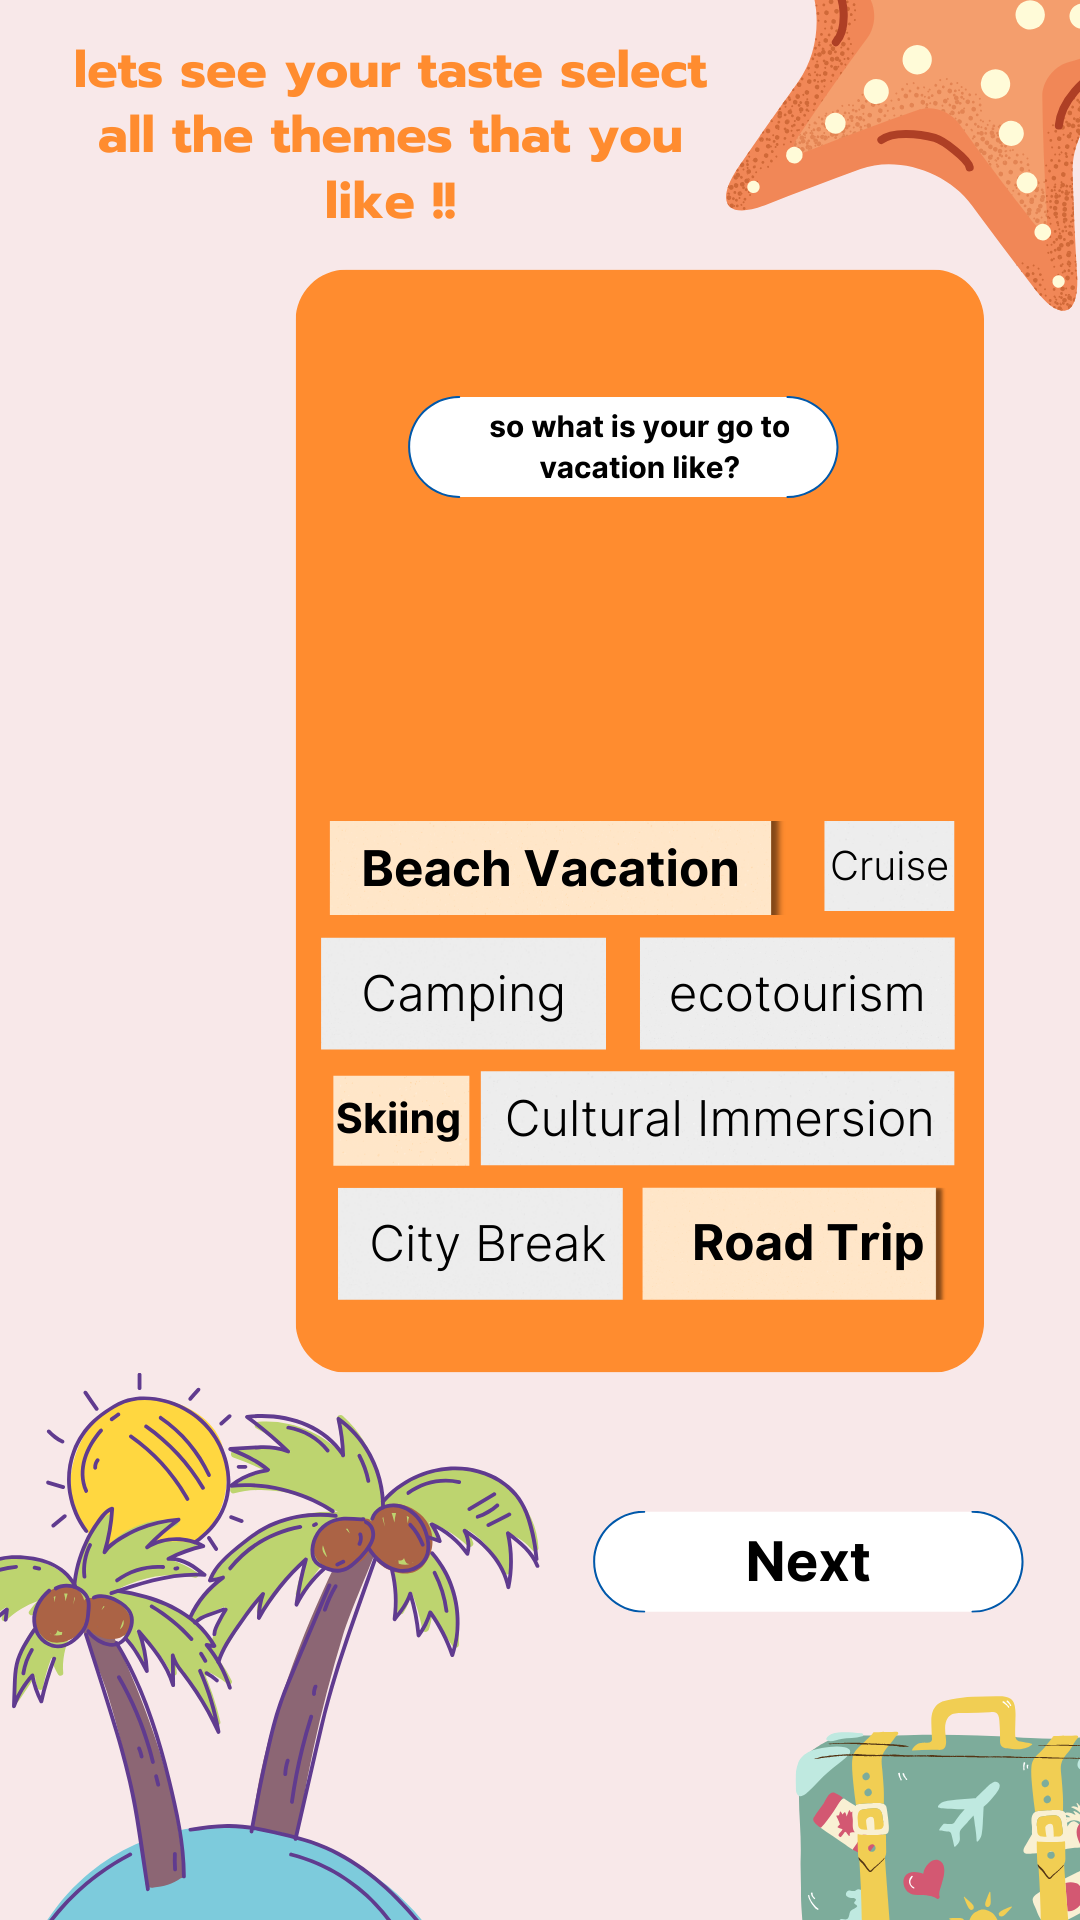 lets see your taste select
all the themes that you
like !!
so what is your go to
vacation like?
Beach Vacation
Cruise
Camping
ecotourism
Skiing
Cultural Immersion
City Break
Road Trip
Next